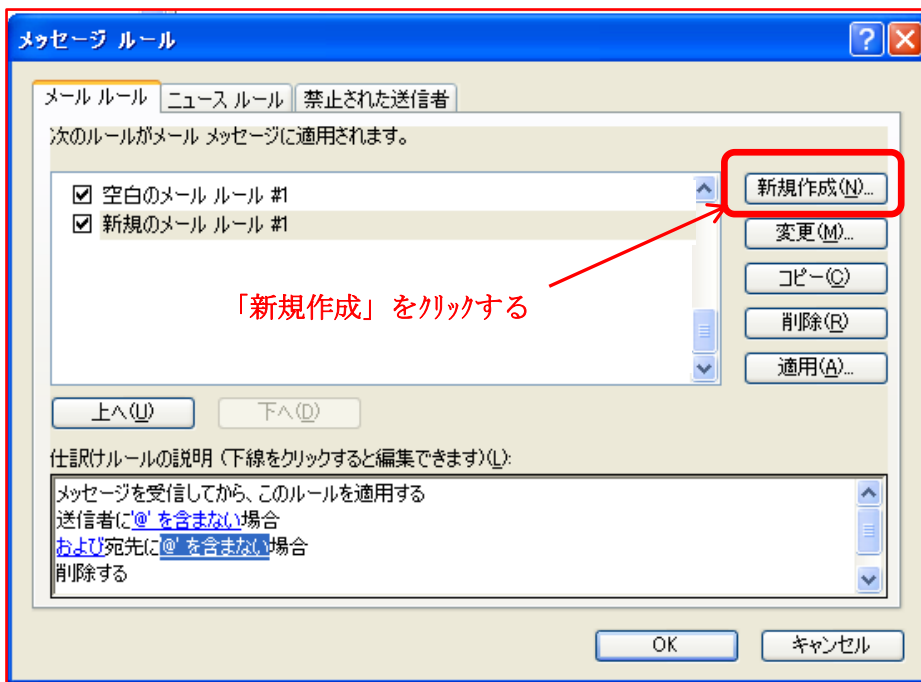 メッセージ ルール
メール ルール ニュース ルール 禁止された送信者
次のルールがメール メッセージに適用されます。
空白のメール ルール #1
新規のメール ルール #1
新規作成(N)...
変更(M)...
コピー(C)
削除(R)
適用(A)...
「新規作成」をｸﾘｯｸする
上へ(U) 下へ(D)
仕訳けルールの説明 (下線をクリックすると編集できます)(L):
メッセージを受信してから、このルールを適用する
送信者に'@' を含まない場合
および宛先に'@' を含まない場合
削除する
OK キャンセル